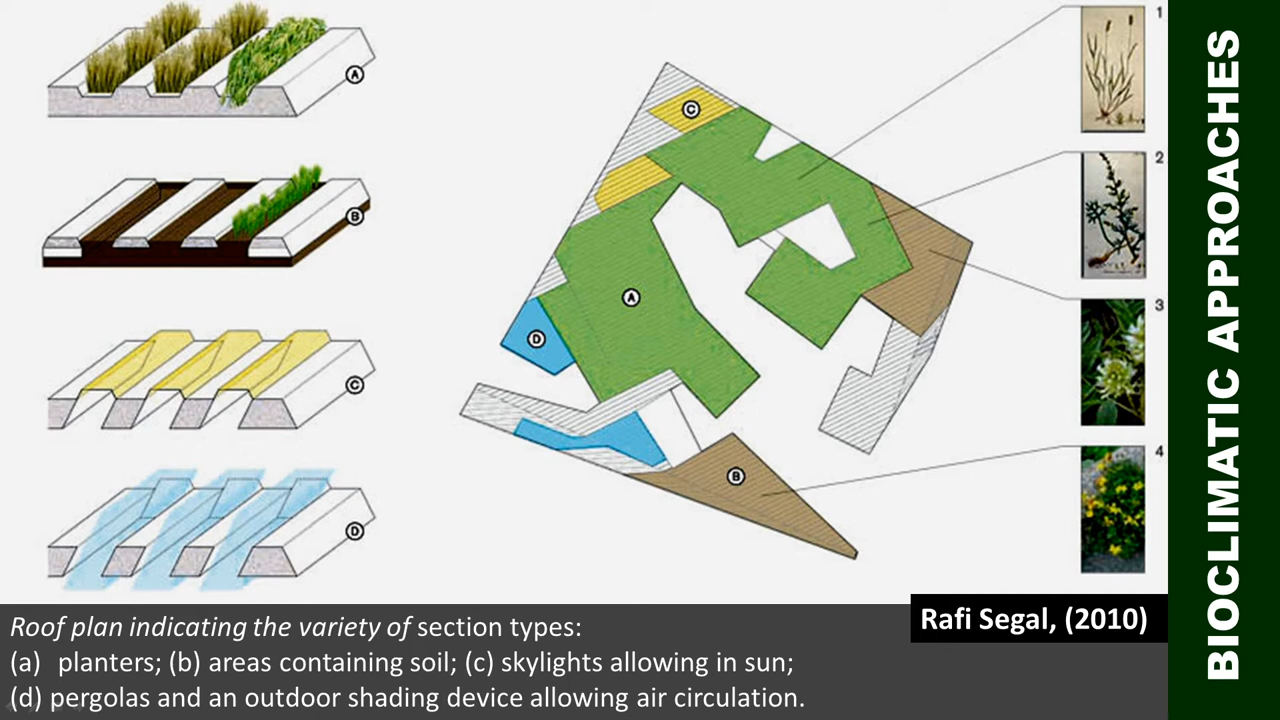 A
B
C
D
C
A
D
B
1
2
3
4
BIOCLIMATIC APPROACHES
Rafi Segal, (2010)
Roof plan indicating the variety of section types:
(a) planters; (b) areas containing soil; (c) skylights allowing in sun;
(d) pergolas and an outdoor shading device allowing air circulation.